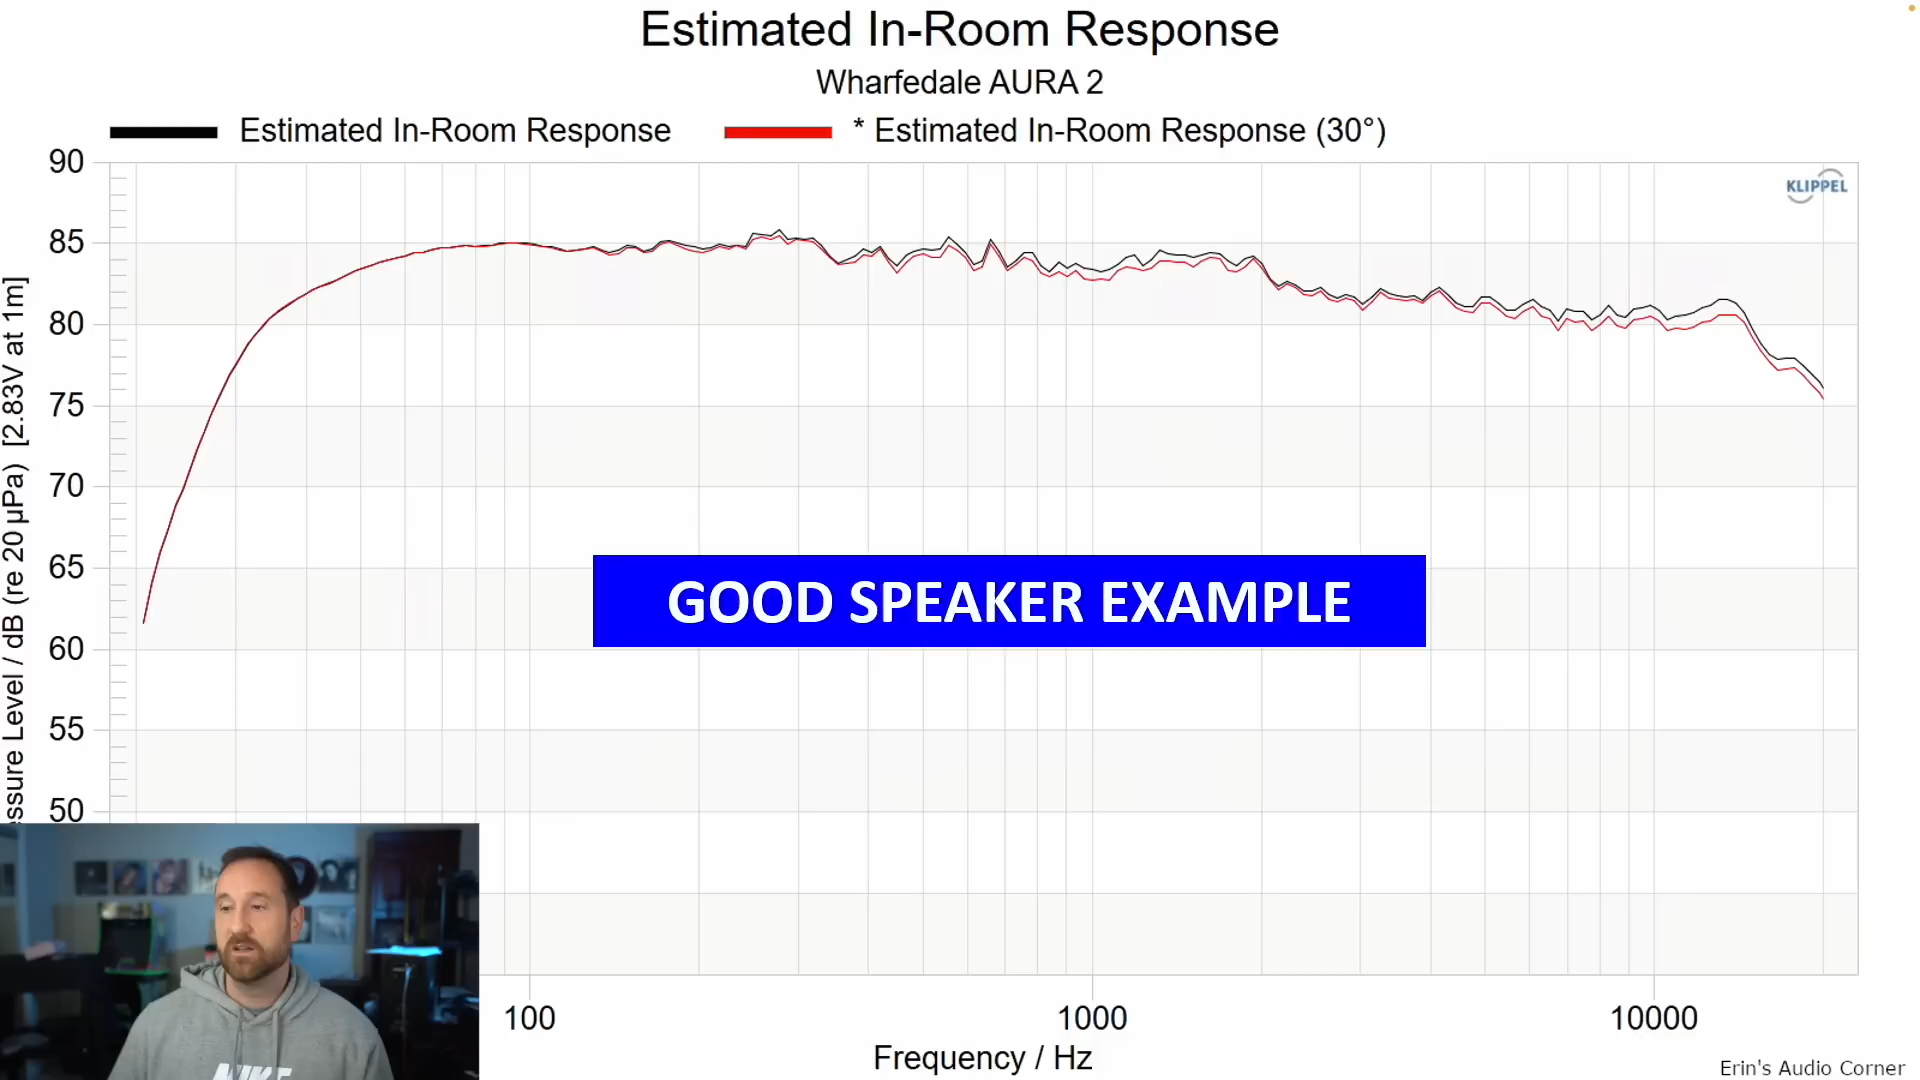 Estimated In-Room Response
Wharfedale AURA 2
Estimated In-Room Response
* Estimated In-Room Response (30°)
90
85
80
75
70
65
60
55
50
ssure Level / dB (re 20 µPa) [2.83V at 1m]
KLIPPEL
GOOD SPEAKER EXAMPLE
NIKE
100
1000
10000
Frequency / Hz
Erin's Audio Corner